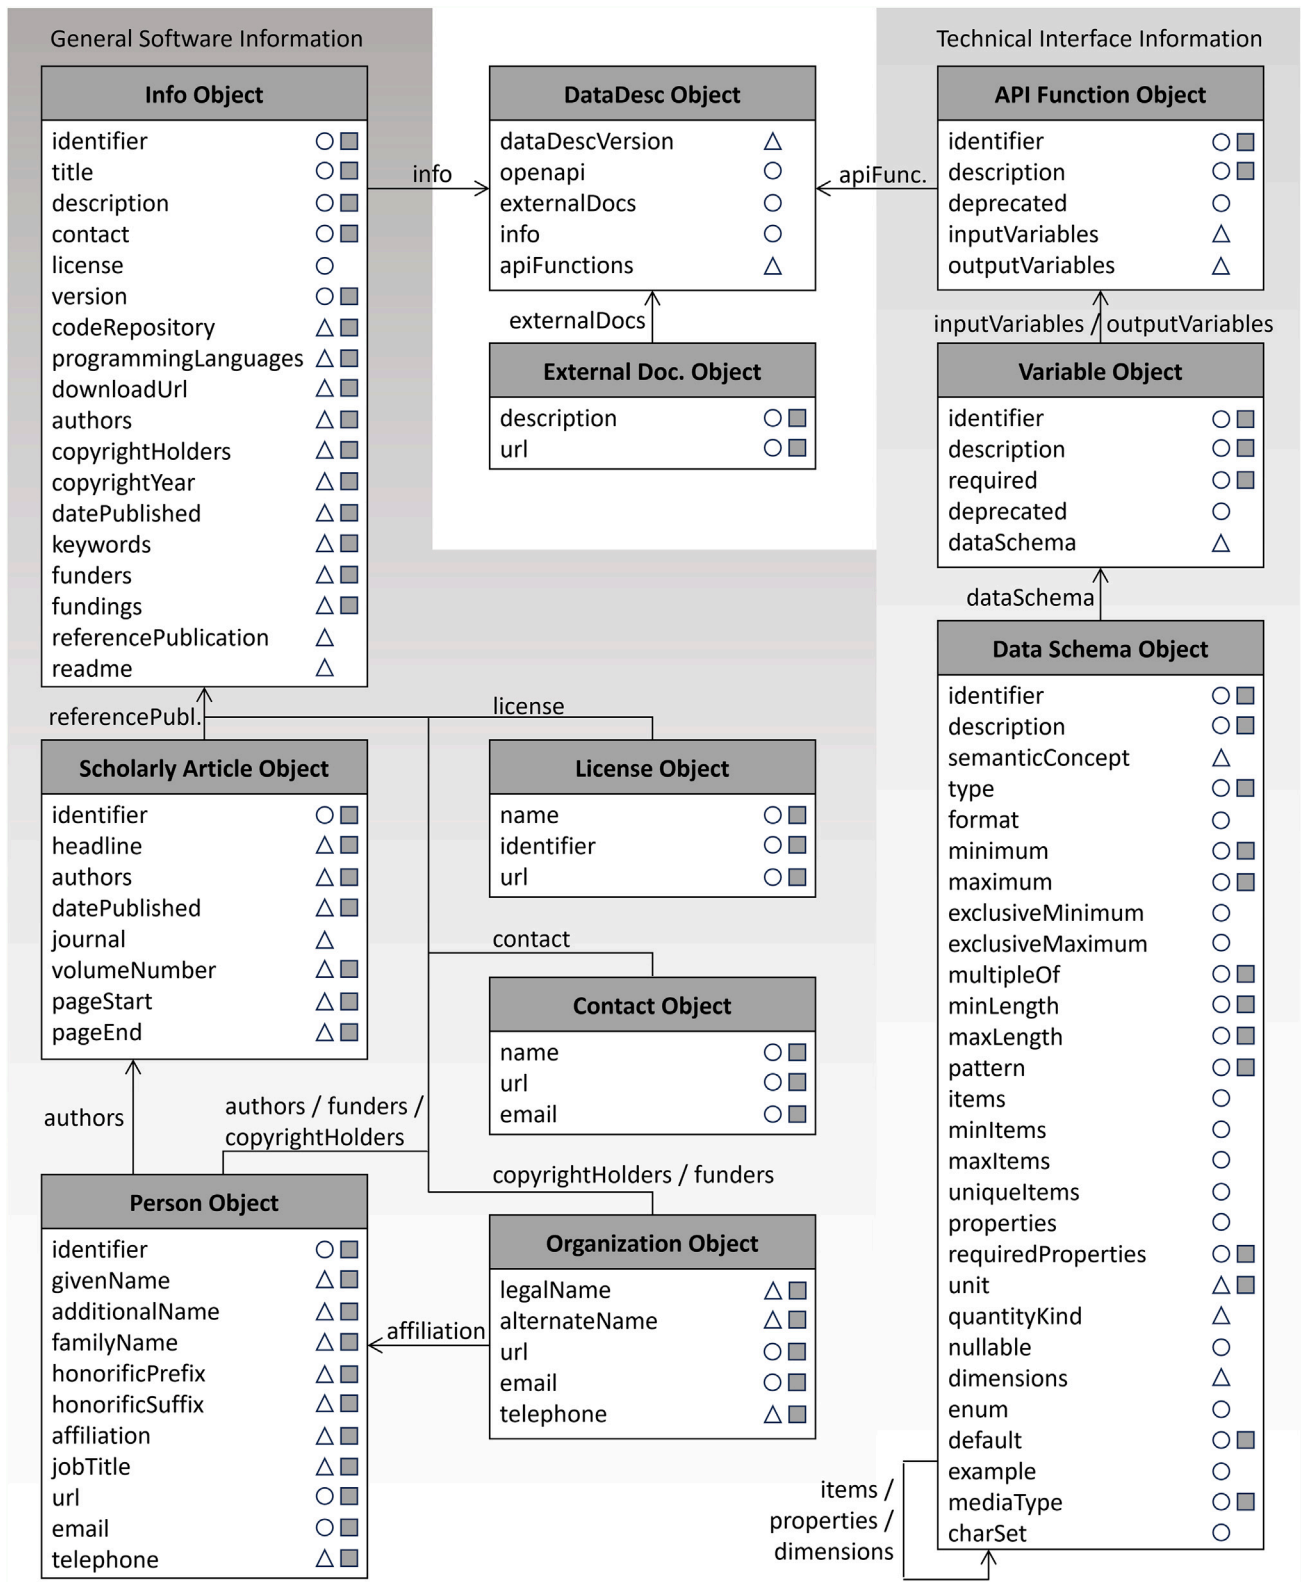 General Software Information
Info Object
identifier
title
description
contact
license
version
codeRepository
programmingLanguages
downloadUrl
authors
copyrightHolders
copyrightYear
datePublished
keywords
funders
fundings
referencePublication
readme
info
DataDesc Object
dataDescVersion
openapi
externalDocs
info
apiFunctions
externalDocs
External Doc. Object
description
url
Technical Interface Information
apiFunc.
API Function Object
identifier
description
deprecated
inputVariables
outputVariables
inputVariables / outputVariables
Variable Object
identifier
description
required
deprecated
dataSchema
dataSchema
Data Schema Object
identifier
description
semanticConcept
type
format
minimum
maximum
exclusiveMinimum
exclusiveMaximum
multipleOf
minLength
maxLength
pattern
items
minItems
maxItems
uniqueItems
properties
requiredProperties
unit
quantityKind
nullable
dimensions
enum
default
example
mediaType
charSet
items /
properties /
dimensions
referencePubl.
Scholarly Article Object
identifier
headline
authors
datePublished
journal
volumeNumber
pageStart
pageEnd
license
License Object
name
identifier
url
contact
Contact Object
name
url
email
authors
authors / funders /
copyrightHolders
Person Object
identifier
givenName
additionalName
familyName
honorificPrefix
honorificSuffix
affiliation
jobTitle
url
email
telephone
copyrightHolders / funders
Organization Object
legalName
alternateName
url
email
telephone
affiliation